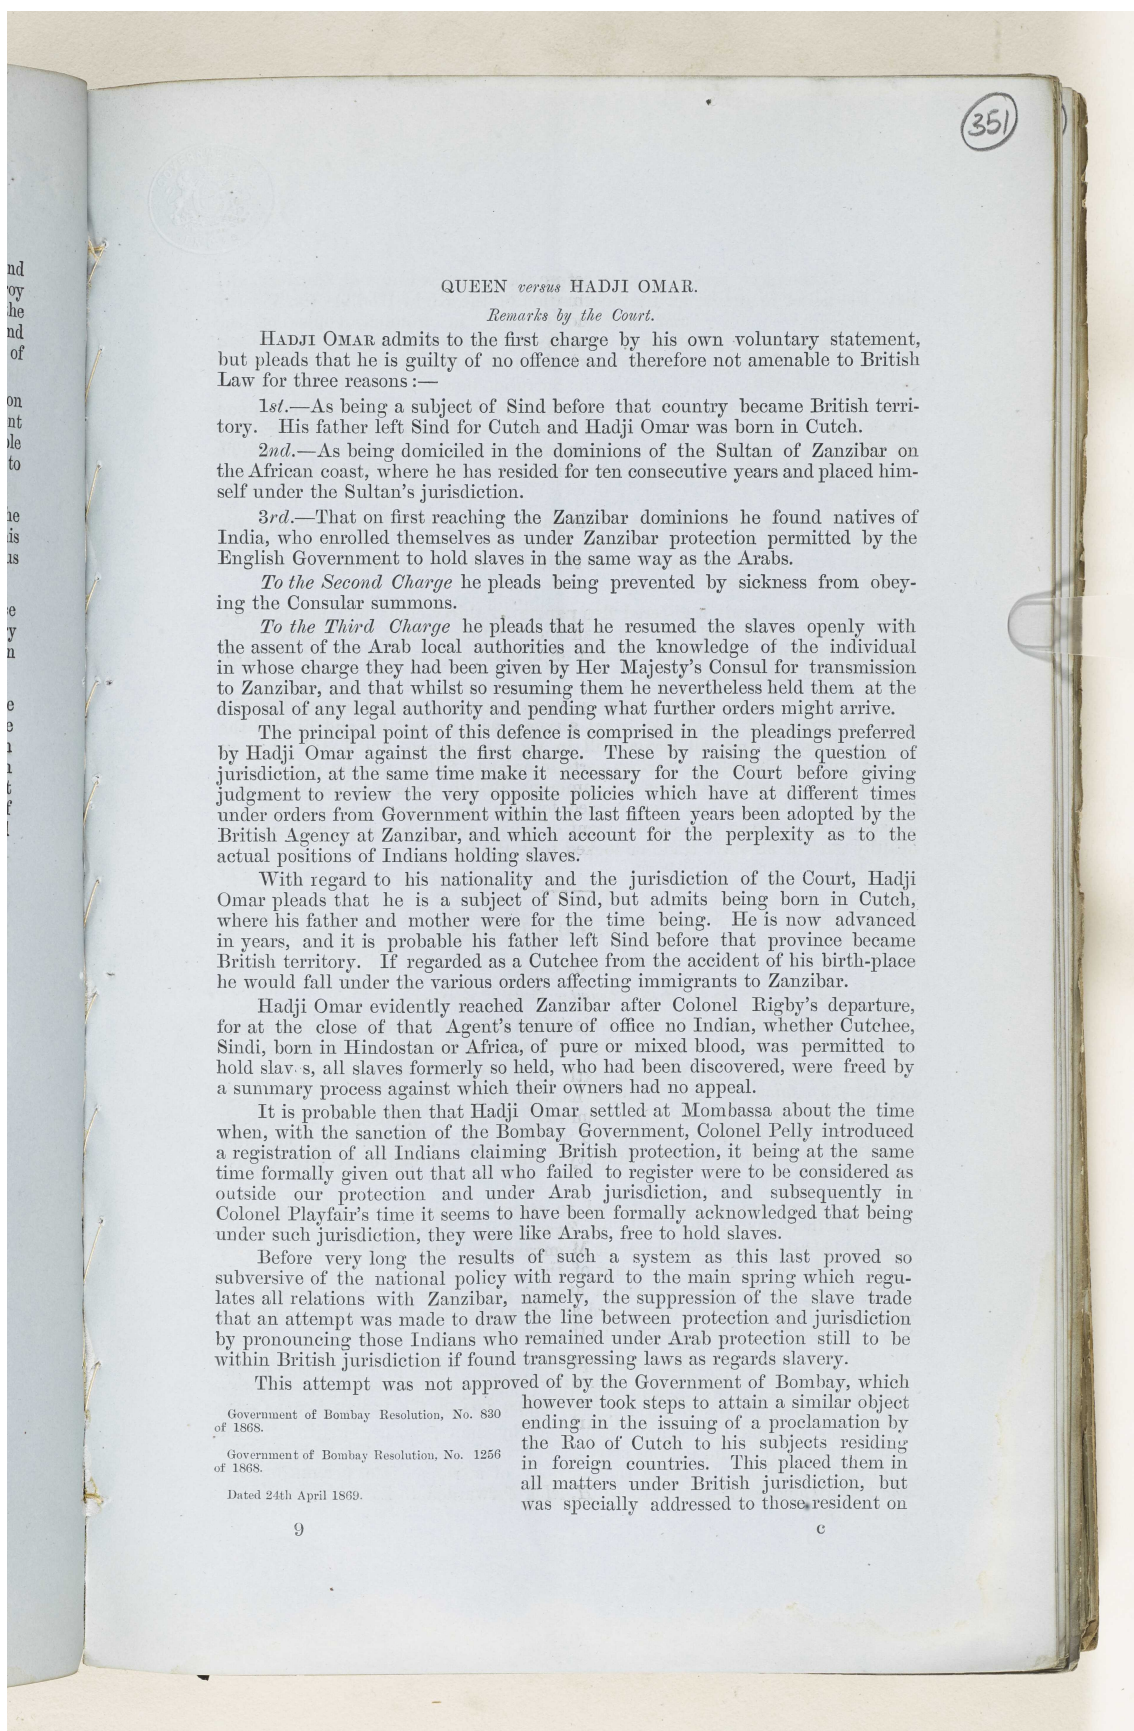 351
QUEEN versus HADJI OMAR.
Remarks by the Court.
HADJI OMAR admits to the first charge by his own voluntary statement,
but pleads that he is guilty of no offence and therefore not amenable to British
Law for three reasons :—
1st.—As being a subject of Sind before that country became British terri-
tory. His father left Sind for Cutch and Hadji Omar was born in Cutch.
2nd.—As being domiciled in the dominions of the Sultan of Zanzibar on
the African coast, where he has resided for ten consecutive years and placed him-
self under the Sultan's jurisdiction.
3rd.—That on first reaching the Zanzibar dominions he found natives of
India, who enrolled themselves as under Zanzibar protection permitted by the
English Government to hold slaves in the same way as the Arabs.
To the Second Charge he pleads being prevented by sickness from obey-
ing the Consular summons.
To the Third Charge he pleads that he resumed the slaves openly with
the assent of the Arab local authorities and the knowledge of the individual
in whose charge they had been given by Her Majesty's Consul for transmission
to Zanzibar, and that whilst so resuming them he nevertheless held them at the
disposal of any legal authority and pending what further orders might arrive.
The principal point of this defence is comprised in the pleadings preferred
by Hadji Omar against the first charge. These by raising the question of
jurisdiction, at the same time make it necessary for the Court before giving
judgment to review the very opposite policies which have at different times
under orders from Government within the last fifteen years been adopted by the
British Agency at Zanzibar, and which account for the perplexity as to the
actual positions of Indians holding slaves.
With regard to his nationality and the jurisdiction of the Court, Hadji
Omar pleads that he is a subject of Sind, but admits being born in Cutch,
where his father and mother were for the time being. He is now advanced
in years, and it is probable his father left Sind before that province became
British territory. If regarded as a Cutchee from the accident of his birth-place
he would fall under the various orders affecting immigrants to Zanzibar.
Hadji Omar evidently reached Zanzibar after Colonel Rigby's departure,
for at the close of that Agent's tenure of office no Indian, whether Cutchee,
Sindi, born in Hindostan or Africa, of pure or mixed blood, was permitted to
hold slav s, all slaves formerly so held, who had been discovered, were freed by
a summary process against which their owners had no appeal.
It is probable then that Hadji Omar settled at Mombassa about the time
when, with the sanction of the Bombay Government, Colonel Pelly introduced
a registration of all Indians claiming British protection, it being at the same
time formally given out that all who failed to register were to be considered as
outside our protection and under Arab jurisdiction, and subsequently in
Colonel Playfair's time it seems to have been formally acknowledged that being
under such jurisdiction, they were like Arabs, free to hold slaves.
Before very long the results of such a system as this last proved so
subversive of the national policy with regard to the main spring which regu-
lates all relations with Zanzibar, namely, the suppression of the slave trade
that an attempt was made to draw the line between protection and jurisdiction
by pronouncing those Indians who remained under Arab protection still to be
within British jurisdiction if found transgressing laws as regards slavery.
This attempt was not approved of by the Government of Bombay, which
however took steps to attain a similar object
ending in the issuing of a proclamation by
the Rao of Cutch to his subjects residing
in foreign countries. This placed them in
all matters under British jurisdiction, but
was specially addressed to those resident on
Government of Bombay Resolution, No. 830
of 1868.
Government of Bombay Resolution, No. 1256
of 1868.
Dated 24th April 1869.
9
C